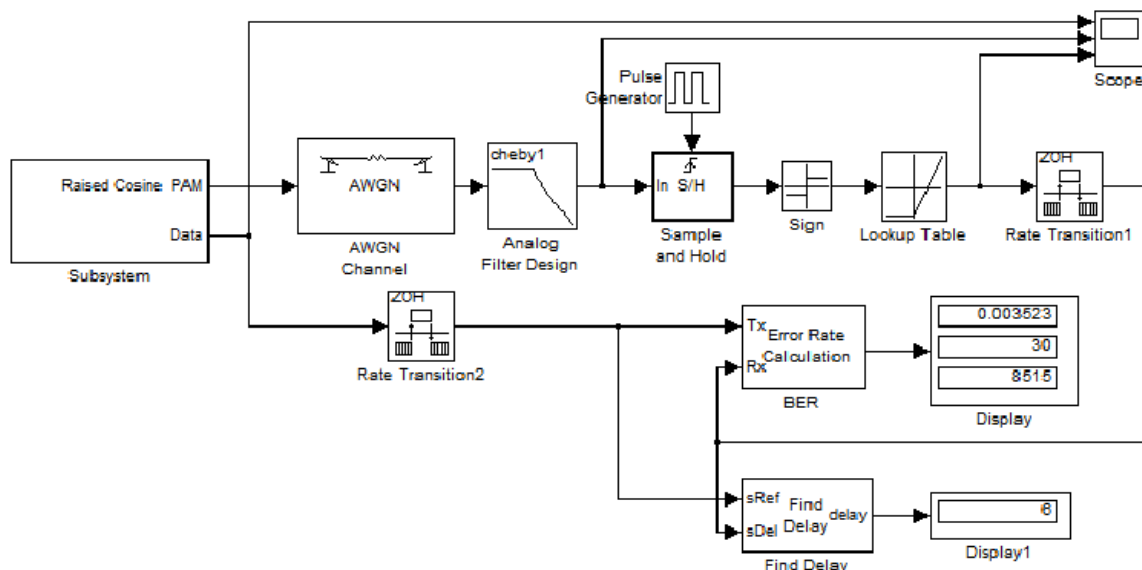 Scope
Pulse
Generator
Raised Cosine PAM
Data
Subsystem
AWGN
AWGN
Channel
cheby1
Analog
Filter Design
In S/H
Sample
and Hold
Sign
Lookup Table
ZOH
Rate Transition1
ZOH
Rate Transition2
Tx
Rx
Error Rate
Calculation
BER
0.003523
30
8515
Display
sRef
sDel
Find
Delay
delay
Find Delay
6
Display1